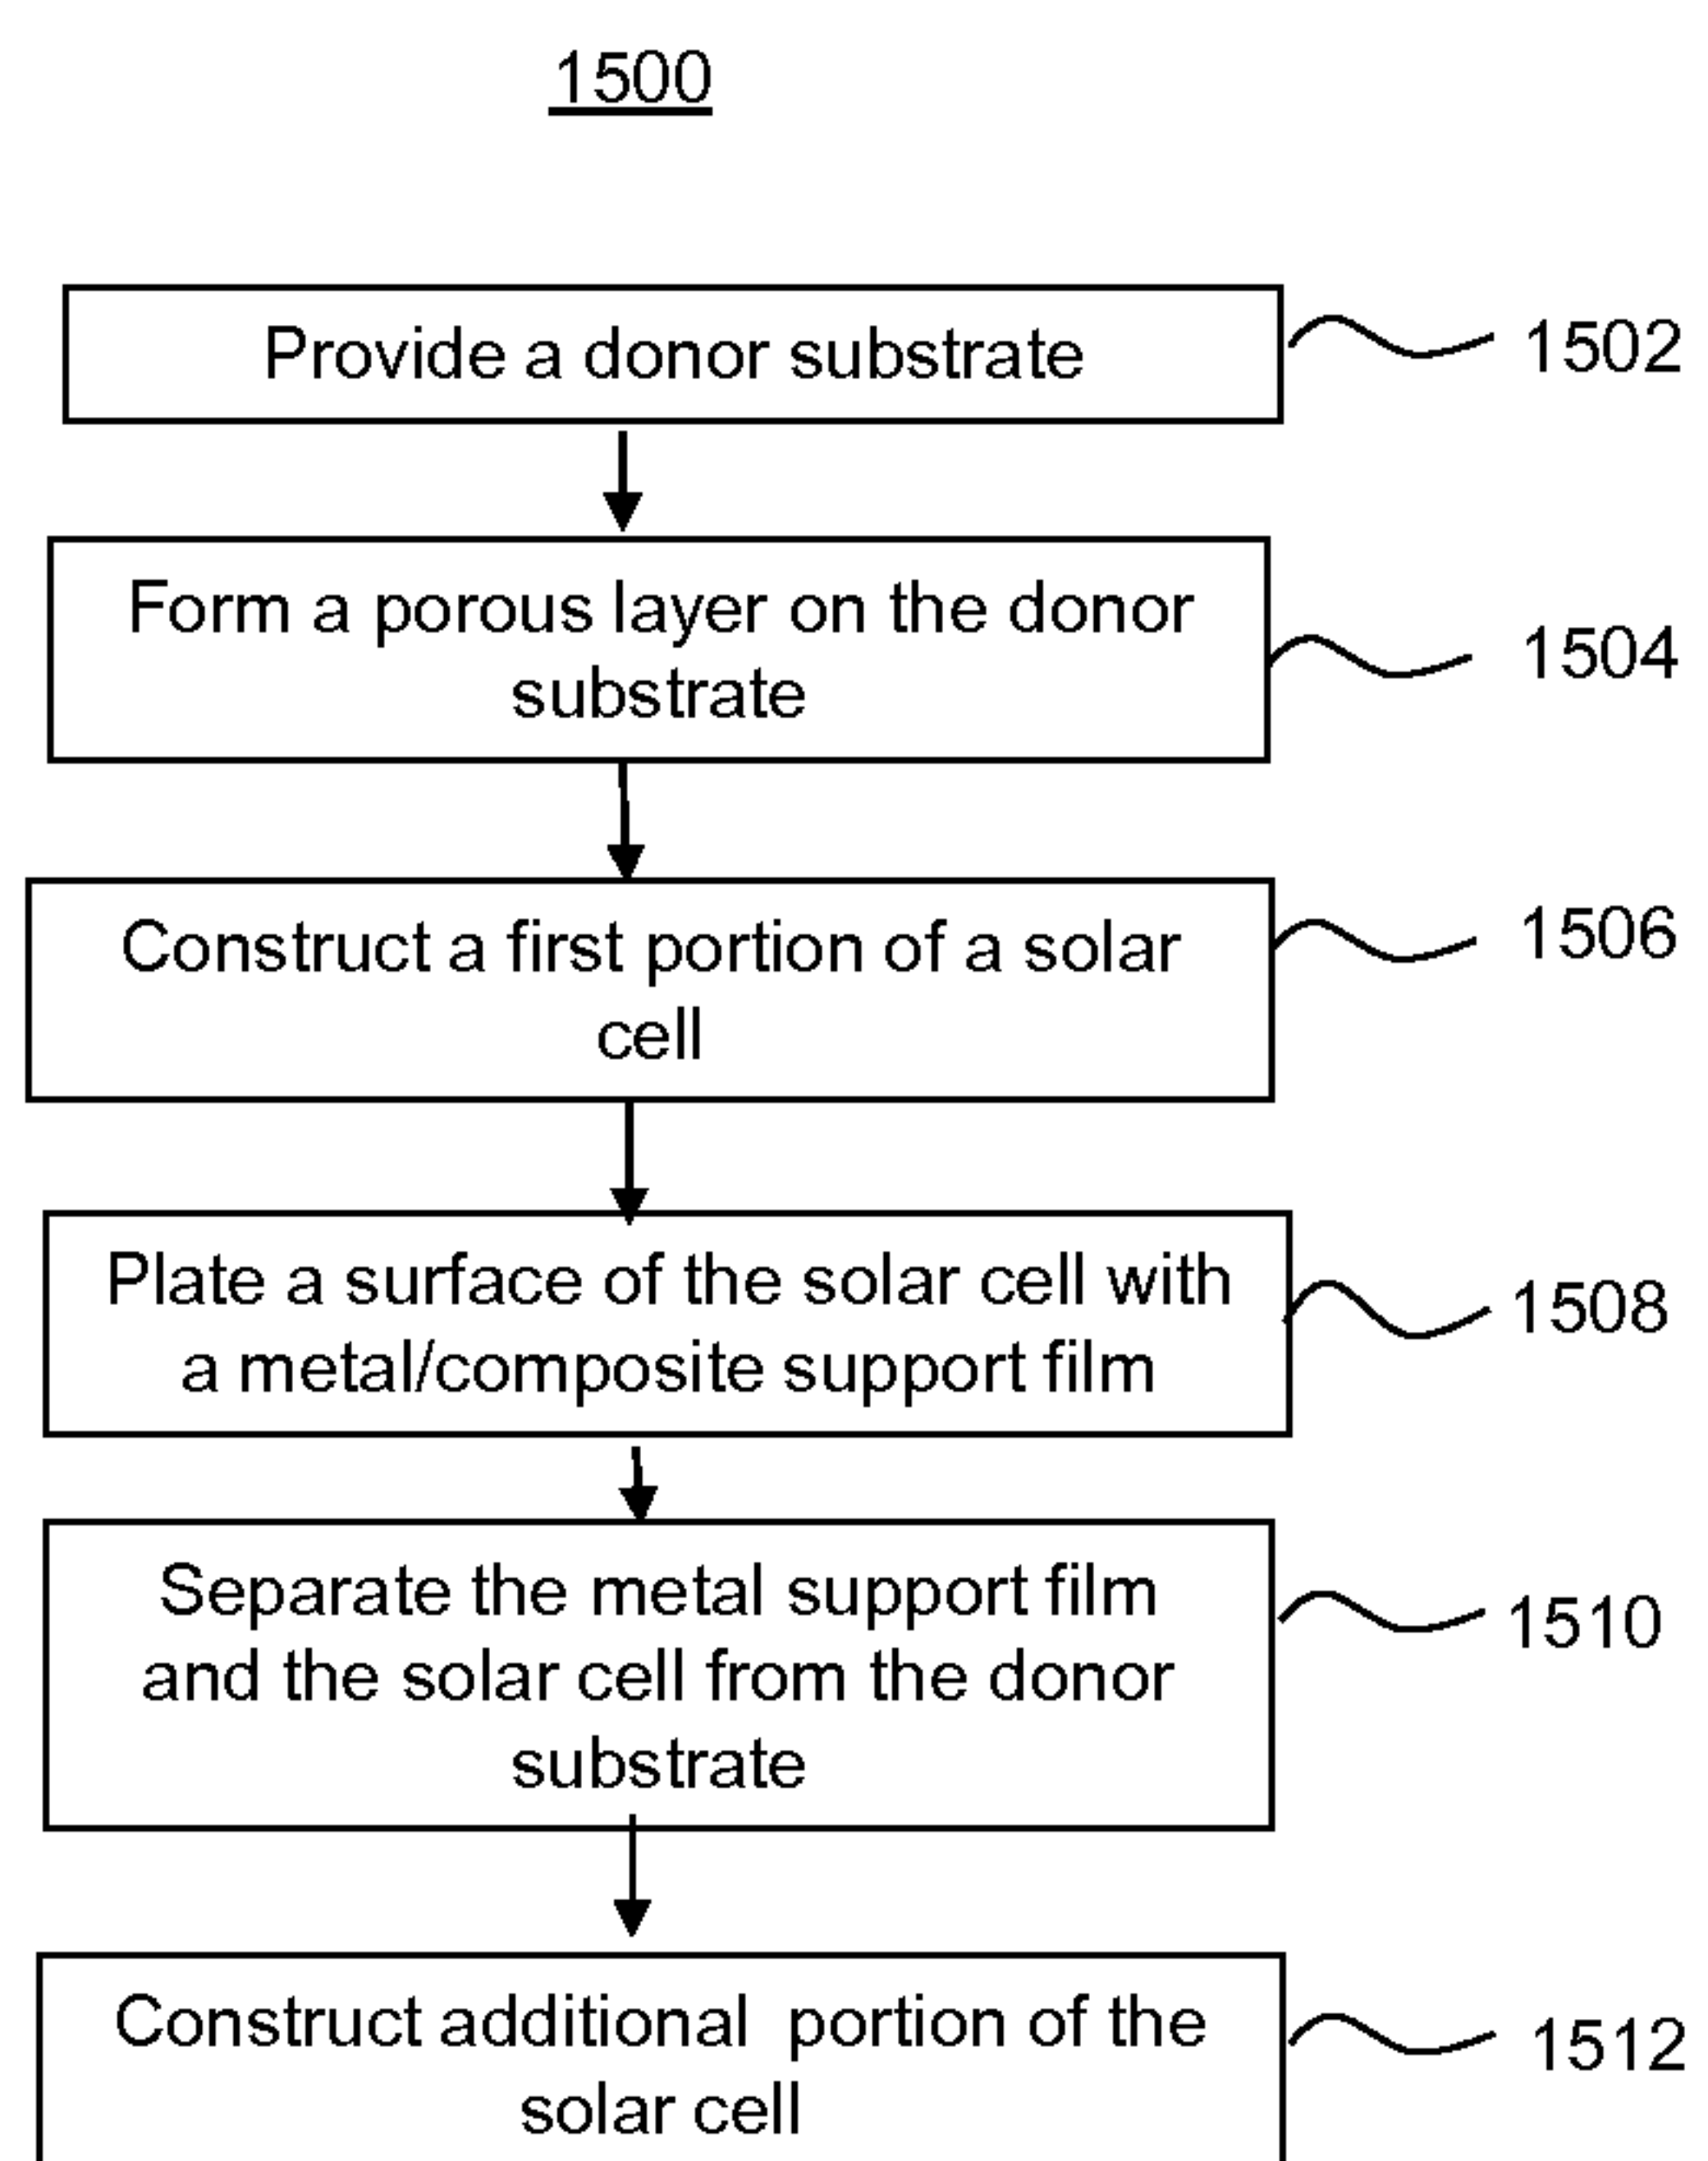 1500
Provide a donor substrate
1502
Form a porous layer on the donor
substrate
1504
Construct a first portion of a solar
cell
1506
Plate a surface of the solar cell with
a metal/composite support film
1508
Separate the metal support film
and the solar cell from the donor
substrate
1510
Construct additional portion of the
solar cell
1512